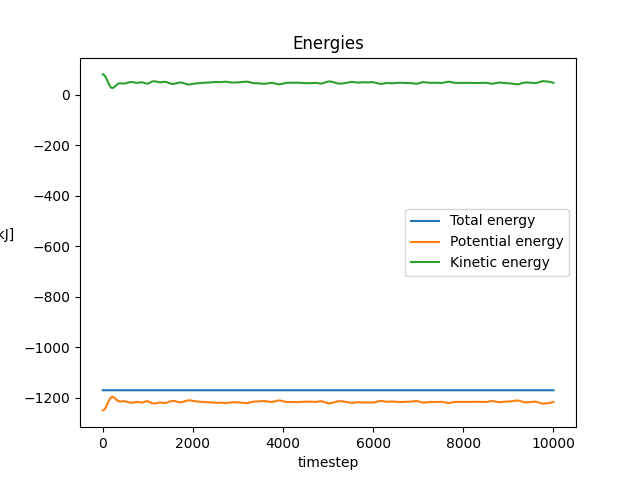 Energies
0
−200
−400
−600
−800
−1000
−1200
kJ]
Total energy
Potential energy
Kinetic energy
0 2000 4000 6000 8000 10000
timestep